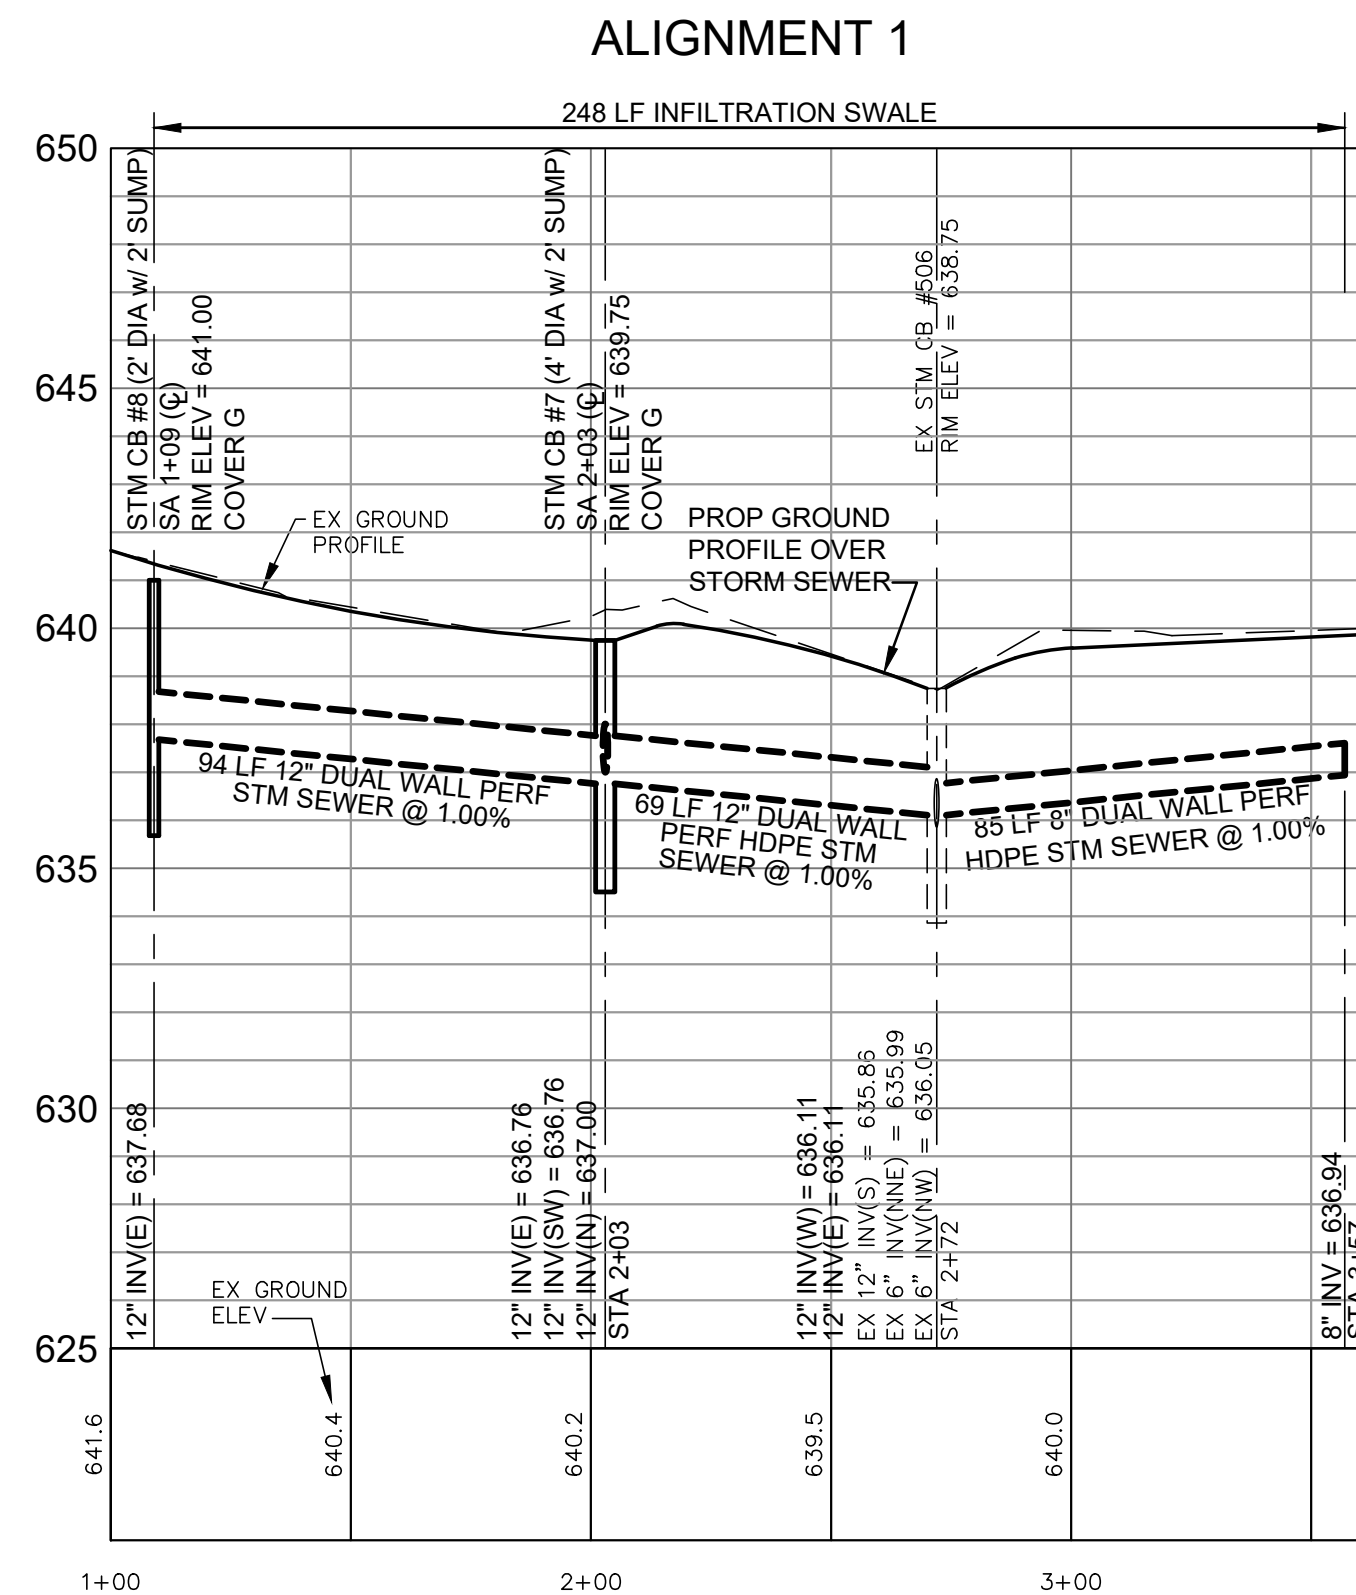 ALIGNMENT 1
248 LF INFILTRATION SWALE
650
645
640
635
630
625
STM CB #8 (2' DIA w/ 2' SUMP)
SA 1+09 (℄)
RIM ELEV = 641.00
COVER G
STM CB #7 (4' DIA w/ 2' SUMP)
SA 2+03 (℄)
RIM ELEV = 639.75
COVER G
EX STM CB #506
RIM ELEV = 638.75
EX GROUND
PROFILE
PROP GROUND
PROFILE OVER
STORM SEWER
94 LF 12" DUAL WALL PERF
STM SEWER @ 1.00%
69 LF 12" DUAL WALL
PERF HDPE STM
SEWER @ 1.00%
85 LF 8" DUAL WALL PERF
HDPE STM SEWER @ 1.00%
12" INV(E) = 637.68
12" INV(E) = 636.76
12" INV(SW) = 636.76
12" INV(N) = 637.00
STA 2+03
12" INV(W) = 636.11
12" INV(E) = 636.11
EX 12" INV(S) = 635.86
EX 6" INV(NNE) = 635.99
EX 6" INV(NW) = 636.05
STA 2+72
8" INV = 636.94
STA 3+57
EX GROUND
ELEV
641.6
640.4
640.2
639.5
640.0
1+00
2+00
3+00